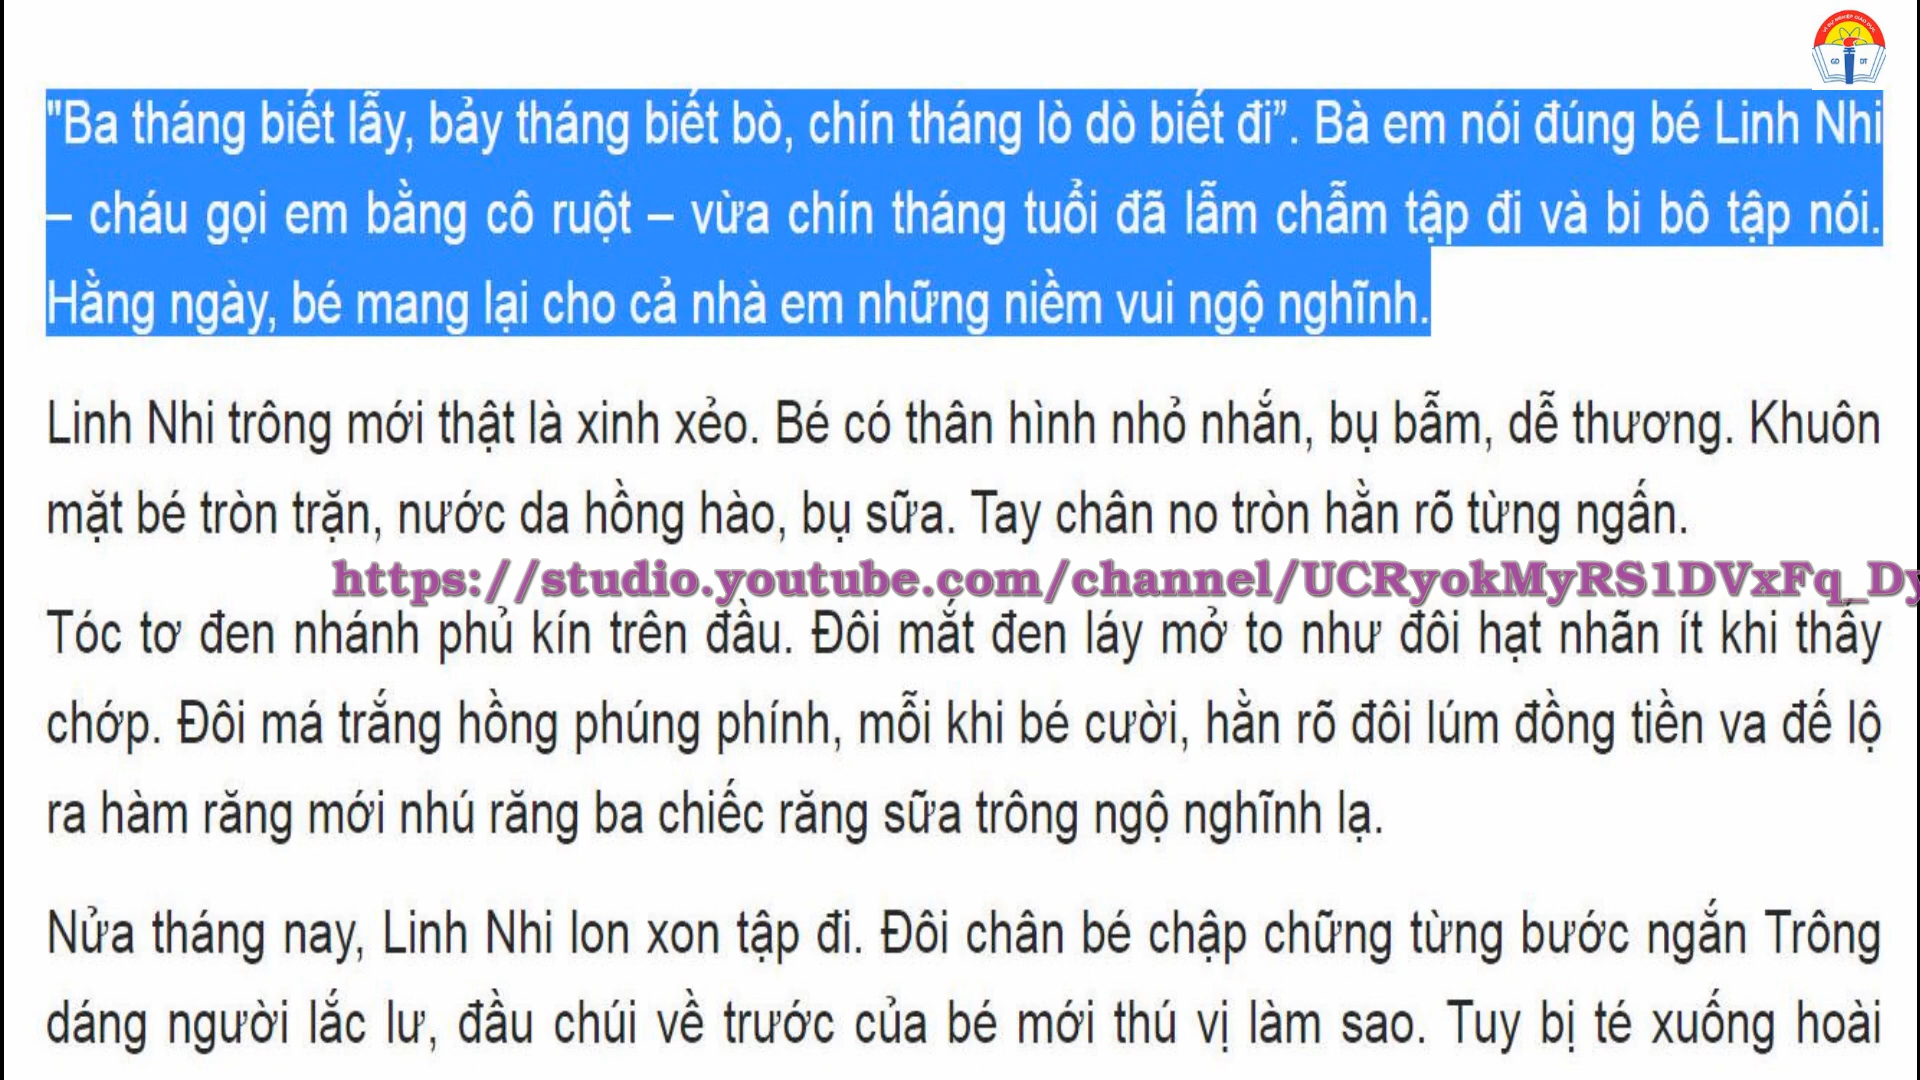 VÌ SỰ NGHIỆP GIÁO DỤC
GD ĐT
"Ba tháng biết lẫy, bảy tháng biết bò, chín tháng lò dò biết đi”. Bà em nói đúng bé Linh Nhi
– cháu gọi em bằng cô ruột – vừa chín tháng tuổi đã lẫm chẫm tập đi và bi bô tập nói.
Hằng ngày, bé mang lại cho cả nhà em những niềm vui ngộ nghĩnh.
Linh Nhi trông mới thật là xinh xẻo. Bé có thân hình nhỏ nhắn, bụ bẫm, dễ thương. Khuôn
mặt bé tròn trặn, nước da hồng hào, bụ sữa. Tay chân no tròn hằn rõ từng ngấn.
https://studio.youtube.com/channel/UCRyokMyRS1DVxFq_Dy
Tóc tơ đen nhánh phủ kín trên đầu. Đôi mắt đen láy mở to như đôi hạt nhãn ít khi thấy
chớp. Đôi má trắng hồng phúng phính, mỗi khi bé cười, hằn rõ đôi lúm đồng tiền va để lộ
ra hàm răng mới nhú răng ba chiếc răng sữa trông ngộ nghĩnh lạ.
Nửa tháng nay, Linh Nhi lon xon tập đi. Đôi chân bé chập chững từng bước ngắn Trông
dáng người lắc lư, đầu chúi về trước của bé mới thú vị làm sao. Tuy bị té xuống hoài